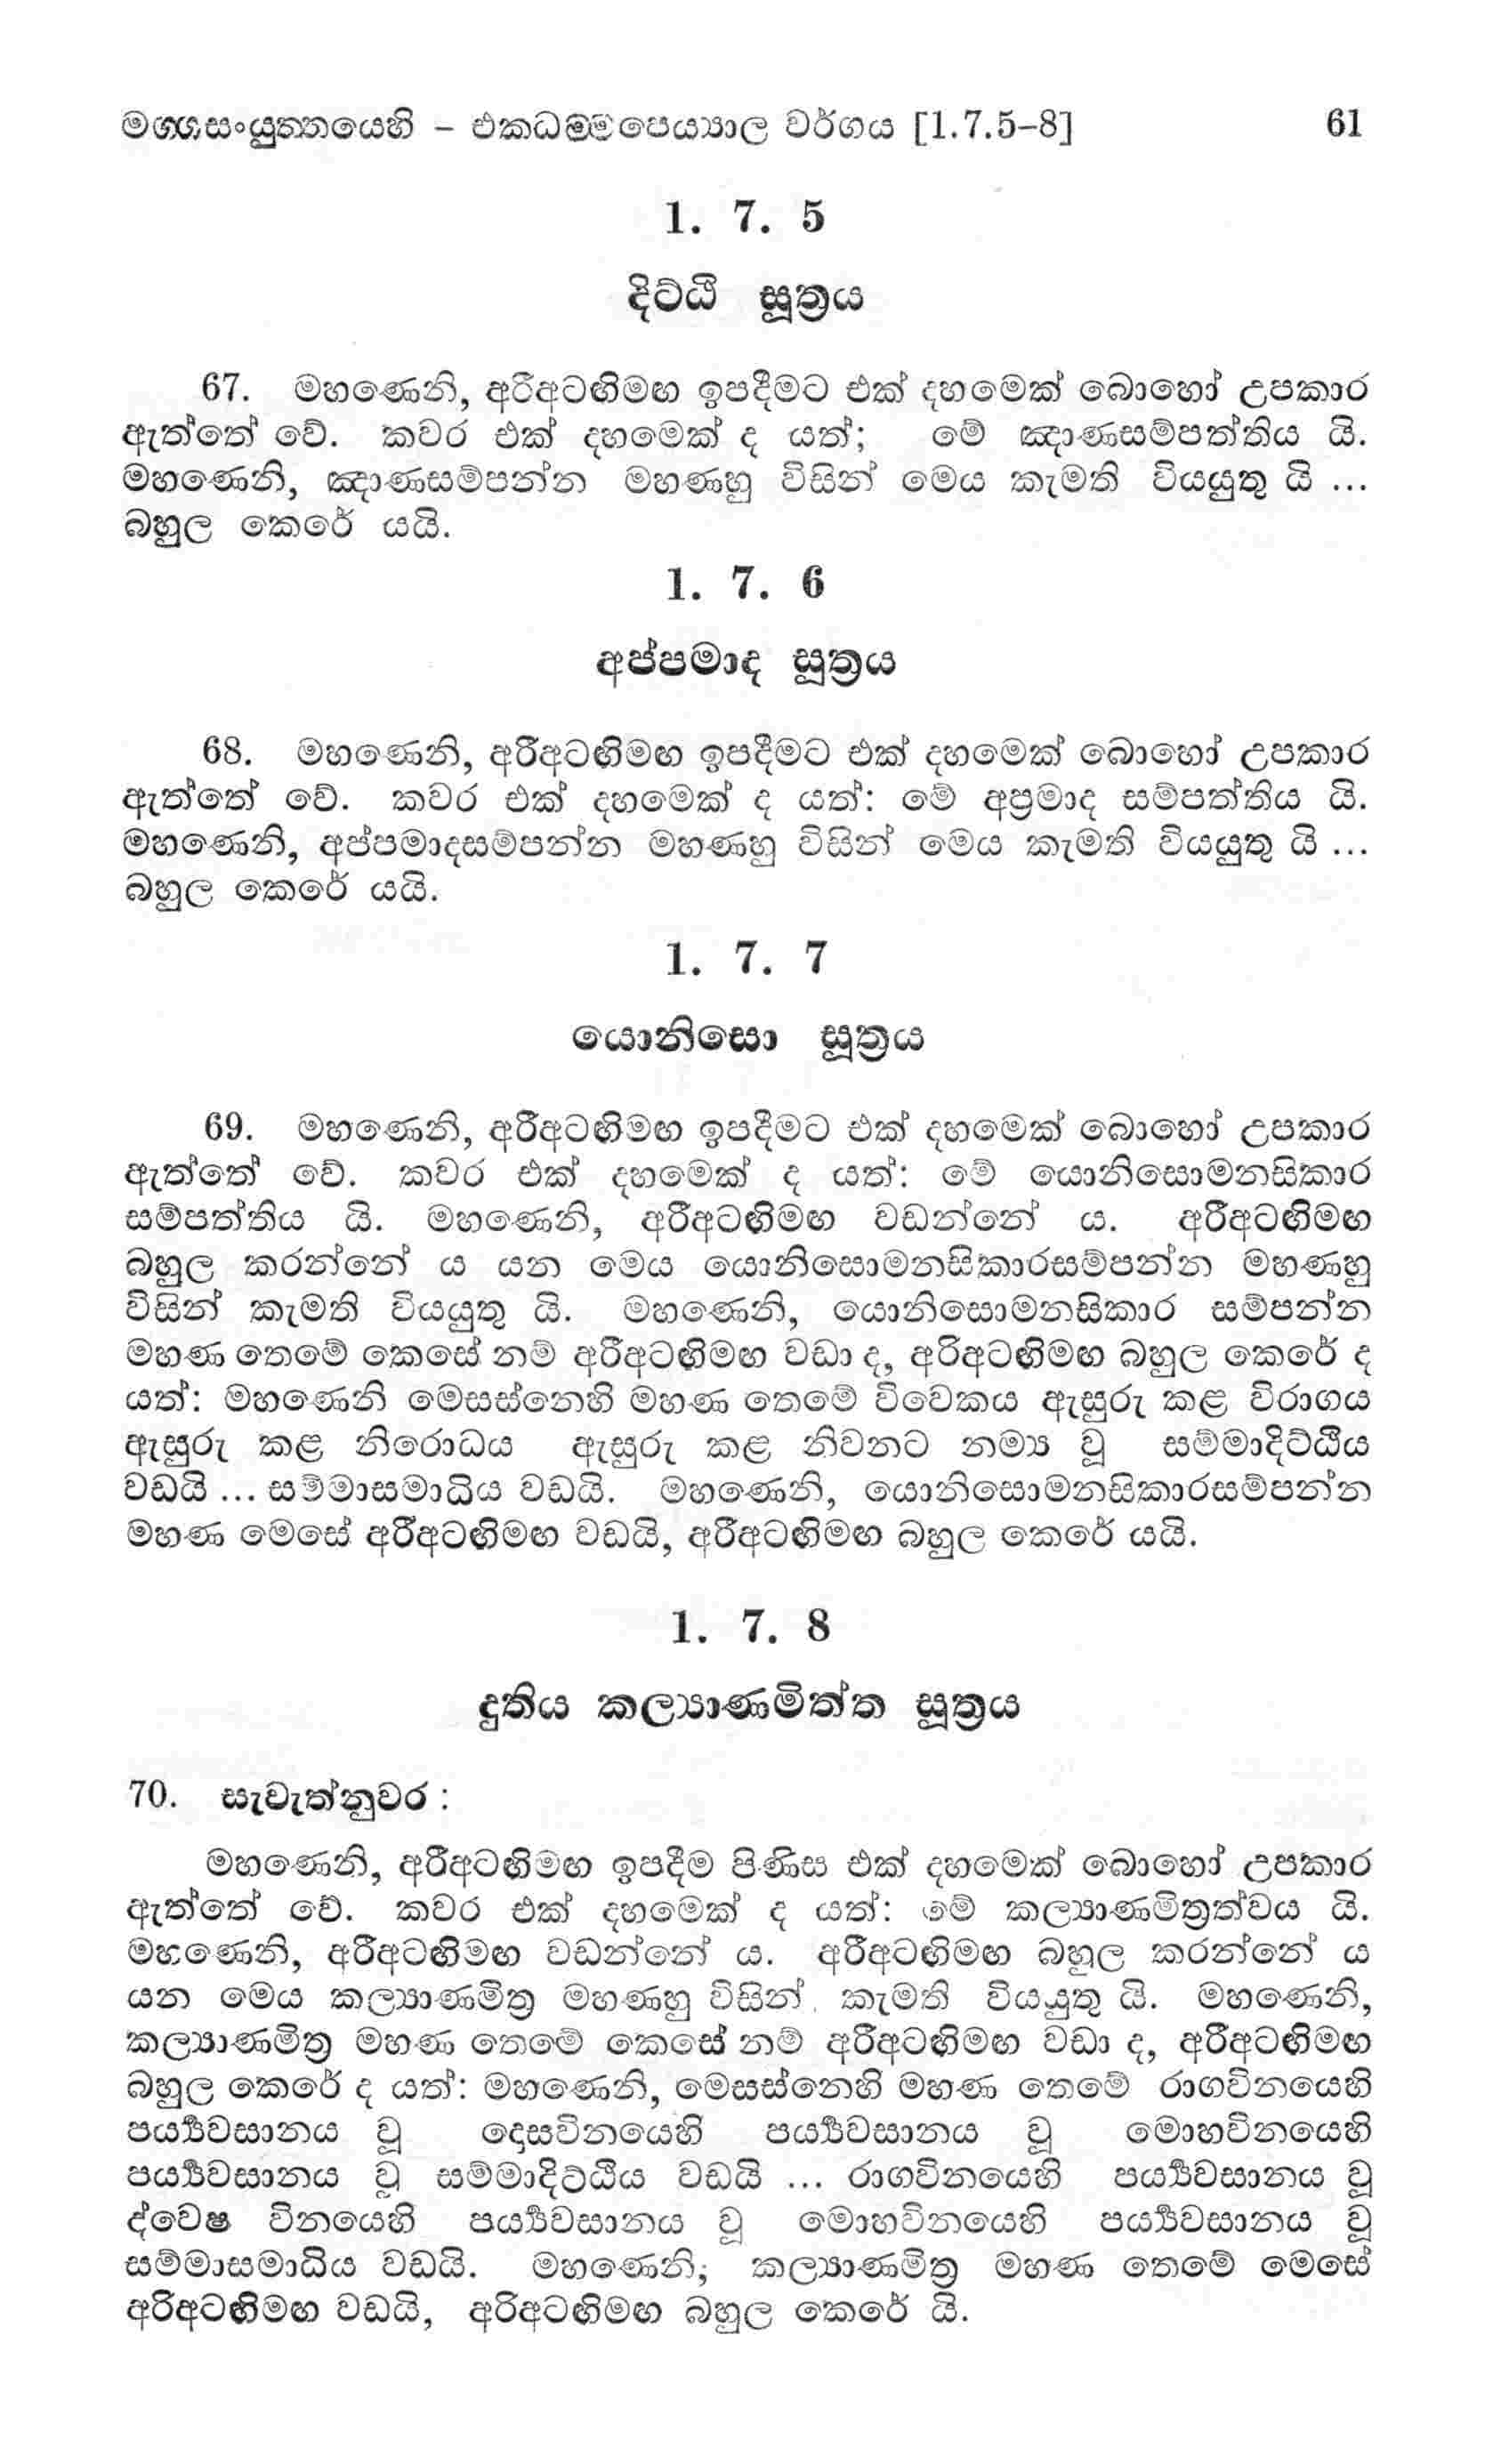 මග්‍ගසංයුත්‍තයෙහි – එකධම්‍මපෙය්‍යාල වර්ගය [1.7.5–8] 61
1. 7. 5
දිට්ඨි සූත්‍රය
67. මහණෙනි, අරීඅටඟිමඟ ඉපදීමට එක් දහමෙක් බොහෝ උපකාර
ඇත්තේ වේ. කවර එක් දහමෙක් ද යත්; මේ ඤාණසම්පත්තිය යි.
මහණෙනි, ඤාණසම්පන්න මහණහු විසින් මෙය කැමති වියයුතු යි ...
බහුල කෙරේ යයි.
1. 7. 6
අප්පමාද සූත්‍රය
68. මහණෙනි, අරීඅටඟිමඟ ඉපදීමට එක් දහමෙක් බොහෝ උපකාර
ඇත්තේ වේ. කවර එක් දහමෙක් ද යත්: මේ අප්‍රමාද සම්පත්තිය යි.
මහණෙනි, අප්පමාදසම්පන්න මහණහු විසින් මෙය කැමති වියයුතු යි ...
බහුල කෙරේ යයි.
1. 7. 7
යොනිසො සූත්‍රය
69. මහණෙනි, අරීඅටඟිමඟ ඉපදීමට එක් දහමෙක් බොහෝ උපකාර
ඇත්තේ වේ. කවර එක් දහමෙක් ද යත්: මේ යොනිසොමනසිකාර
සම්පත්තිය යි. මහණෙනි, අරීඅටඟිමඟ වඩන්නේ ය. අරීඅටඟිමඟ
බහුල කරන්නේ ය යන මෙය යොනිසොමනසිකාරසම්පන්න මහණහු
විසින් කැමති වියයුතු යි. මහණෙනි, යොනිසොමනසිකාර සම්පන්න
මහණ තෙමේ කෙසේ නම් අරීඅටඟිමඟ වඩා ද, අරිඅටඟිමඟ බහුල කෙරේ ද
යත්: මහණෙනි මෙසස්නෙහි මහණ තෙමේ විවේකය ඇසුරු කළ විරාගය
ඇසුරු කළ නිරොධය ඇසුරු කළ නිවනට නම්‍ය වූ සම්මාදිට්ඨිය
වඩයි ... සම්මාසමාධිය වඩයි. මහණෙනි, යොනිසොමනසිකාරසම්පන්න
මහණ මෙසේ අරීඅටඟිමඟ වඩයි, අරීඅටඟිමඟ බහුල කෙරේ යයි.
1. 7. 8
දුතිය කල්‍යාණමිත්ත සූත්‍රය
70. සැවැත්නුවර :
මහණෙනි, අරීඅටඟිමඟ ඉපදීම පිණිස එක් දහමෙක් බොහෝ උපකාර
ඇත්තේ වේ. කවර එක් දහමෙක් ද යත්: මේ කල්‍යාණමිත්‍රත්වය යි.
මහණෙනි, අරීඅටඟිමඟ වඩන්නේ ය. අරීඅටඟිමඟ බහුල කරන්නේ ය
යන මෙය කල්‍යාණමිත්‍ර මහණහු විසින් කැමති වියයුතු යි. මහණෙනි,
කල්‍යාණමිත්‍ර මහණ තෙමේ කෙසේ නම් අරීඅටඟිමඟ වඩා ද, අරීඅටඟිමඟ
බහුල කෙරේ ද යත්: මහණෙනි, මෙසස්නෙහි මහණ තෙමේ රාගවිනයෙහි
පර්‍ය්‍යවසානය වූ දොසවිනයෙහි පර්‍ය්‍යවසානය වූ මොහවිනයෙහි
පර්‍ය්‍යවසානය වූ සම්මාදිට්ඨිය වඩයි ... රාගවිනයෙහි පර්‍ය්‍යවසානය වූ
ද්වෙෂ විනයෙහි පර්‍ය්‍යවසානය වූ මොහවිනයෙහි පර්‍ය්‍යවසානය වූ
සම්මාසමාධිය වඩයි. මහණෙනි, කල්‍යාණමිත්‍ර මහණ තෙමේ මෙසේ
අරිඅටඟිමඟ වඩයි, අරිඅටඟිමඟ බහුල කෙරේ යි.